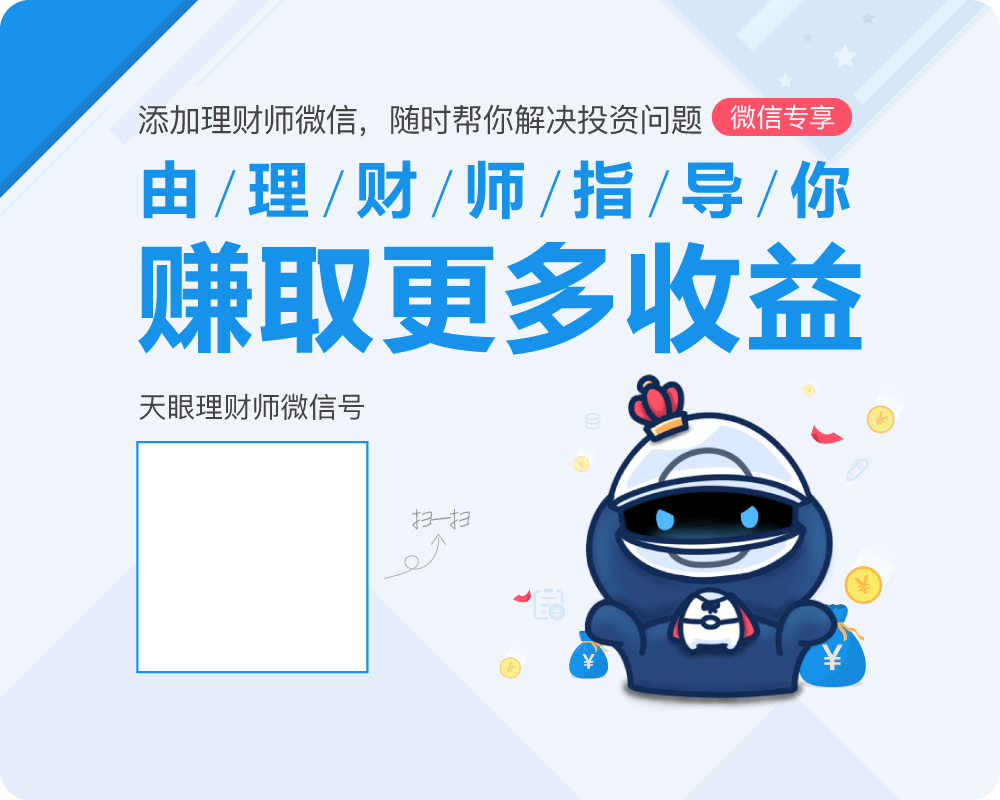 添加理财师微信，随时帮你解决投资问题 微信专享
由/理/财/师/指/导/你
赚取更多收益
天眼理财师微信号
扫一扫
¥
¥
¥